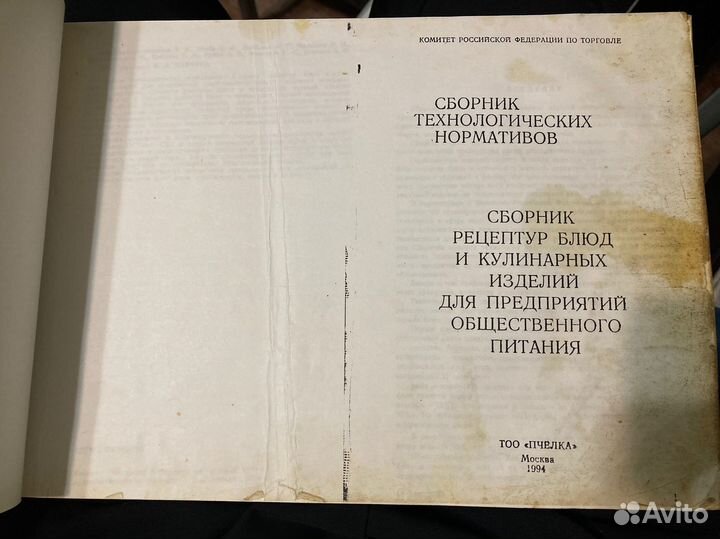 КОМИТЕТ РОССИЙСКОЙ ФЕДЕРАЦИИ ПО ТОРГОВЛЕ
СБОРНИК
ТЕХНОЛОГИЧЕСКИХ
НОРМАТИВОВ
СБОРНИК
РЕЦЕПТУР БЛЮД
И КУЛИНАРНЫХ
ИЗДЕЛИЙ
ДЛЯ ПРЕДПРИЯТИЙ
ОБЩЕСТВЕННОГО
ПИТАНИЯ
ТОО «ПЧЕЛКА»
Москва
1994
Avito